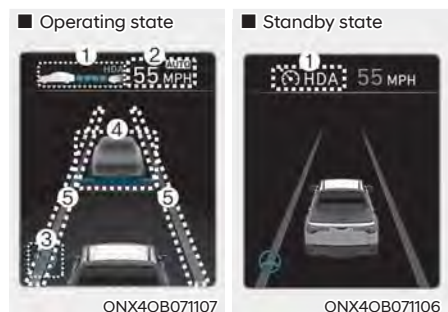 ■ Operating state
1
2
HDA
AUTO
55 MPH
4
5
5
3
ONX4OB071107
■ Standby state
1
HDA 55 MPH
ONX4OB071106